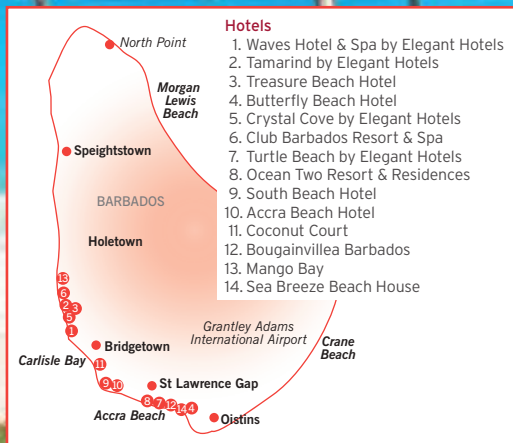 Hotels
1. Waves Hotel & Spa by Elegant Hotels
2. Tamarind by Elegant Hotels
3. Treasure Beach Hotel
4. Butterfly Beach Hotel
5. Crystal Cove by Elegant Hotels
6. Club Barbados Resort & Spa
7. Turtle Beach by Elegant Hotels
8. Ocean Two Resort & Residences
9. South Beach Hotel
10. Accra Beach Hotel
11. Coconut Court
12. Bougainvillea Barbados
13. Mango Bay
14. Sea Breeze Beach House
North Point
Morgan
Lewis
Beach
Speightstown
BARBADOS
Holetown
13
6
2 3
5
1
Grantley Adams
International Airport
Crane
Beach
Bridgetown
Carlisle Bay
11
9 10
St Lawrence Gap
8 7 12 14 4
Accra Beach
Oistins